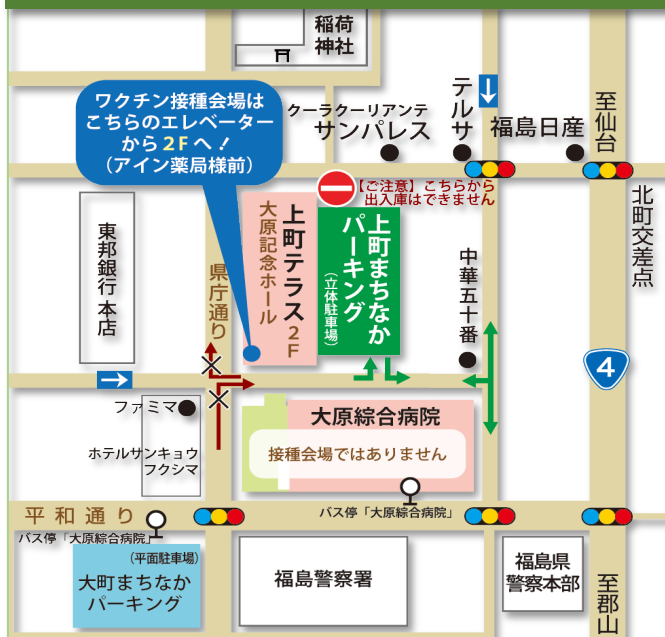 稲荷
神社
ワクチン接種会場は
こちらのエレベーター
から2Fへ!
(アイン薬局様前)
クーラクーリアンテ
サンパレス
テルサ
福島日産
至仙台
【ご注意】こちらから
出入庫はできません
北町交差点
東邦銀行 本店
県庁通り
上町テラス
大原記念ホール 2F
上町まちなか
パーキング
(立体駐車場)
中華五十番
4
ファミマ
ホテルサンキョウ
フクシマ
大原綜合病院
接種会場ではありません
平和通り
バス停「大原綜合病院」
バス停「大原綜合病院」
(平面駐車場)
大町まちなか
パーキング
福島警察署
福島県
警察本部
至郡山